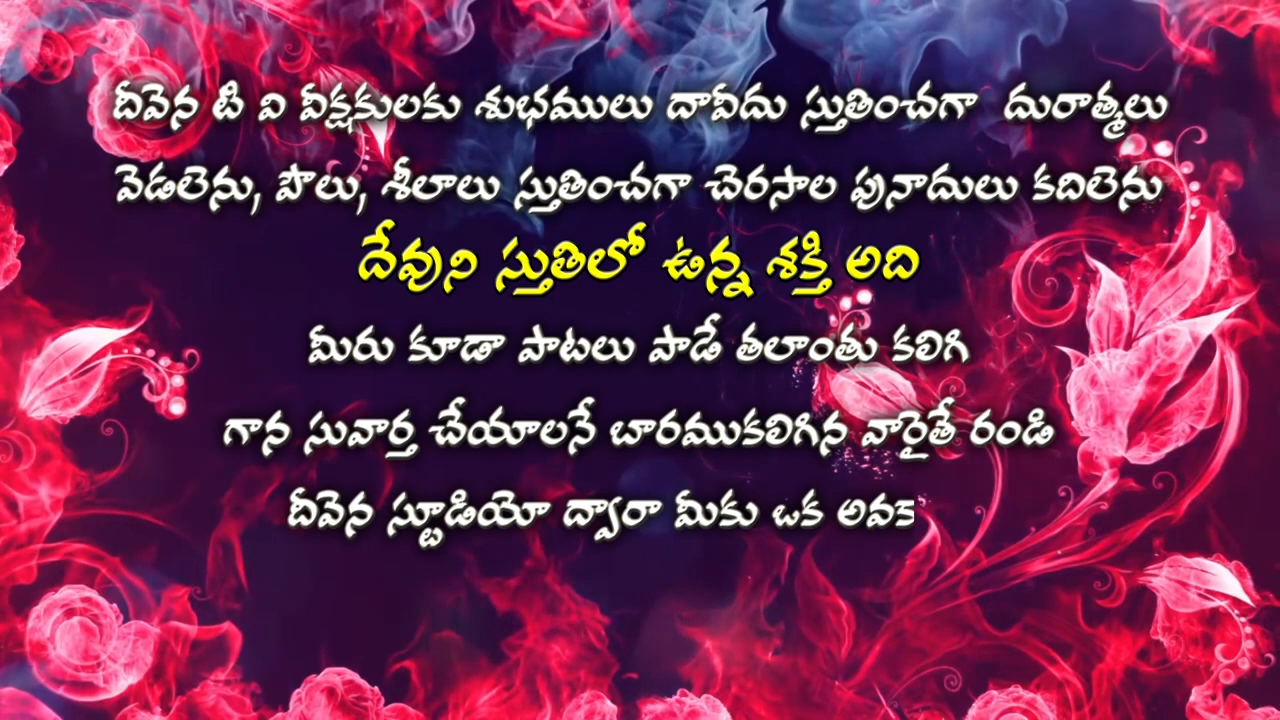 దీవెన టి వి వీక్షకులకు శుభములు దావీదు స్తుతించగా దురాత్మలు
వెడలెను, పౌలు, శీలాలు స్తుతించగా చెరసాల పునాదులు కదిలెను
దేవుని స్తుతిలో ఉన్న శక్తి అది
మీరు కూడా పాటలు పాడే తలాంతు కలిగి
గాన సువార్త చేయాలనే బారముకలిగిన వారైతే రండి
దీవెన స్టూడియో ద్వారా మీకు ఒక అవక